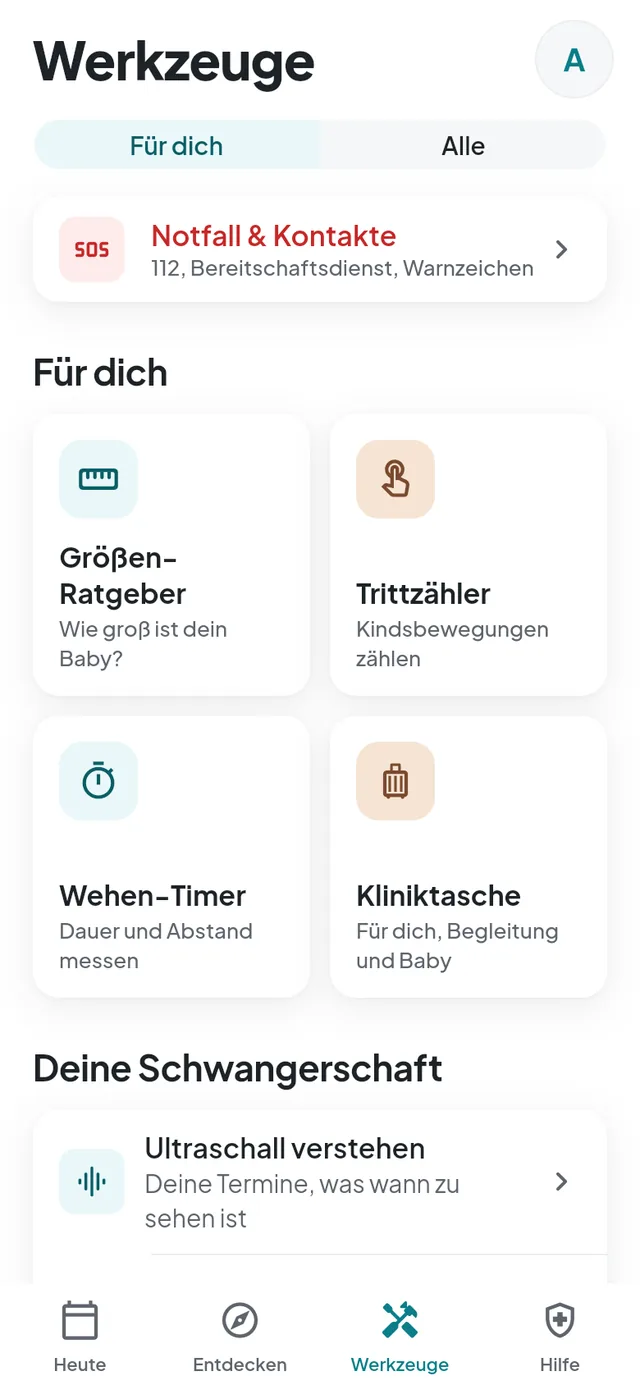 Werkzeuge
A
Für dich
Alle
SOS
Notfall & Kontakte
112, Bereitschaftsdienst, Warnzeichen
Für dich
Größen-
Ratgeber
Wie groß ist dein
Baby?
Trittzähler
Kindsbewegungen
zählen
Wehen-Timer
Dauer und Abstand
messen
Kliniktasche
Für dich, Begleitung
und Baby
Deine Schwangerschaft
Ultraschall verstehen
Deine Termine, was wann zu
sehen ist
Heute
Entdecken
Werkzeuge
Hilfe